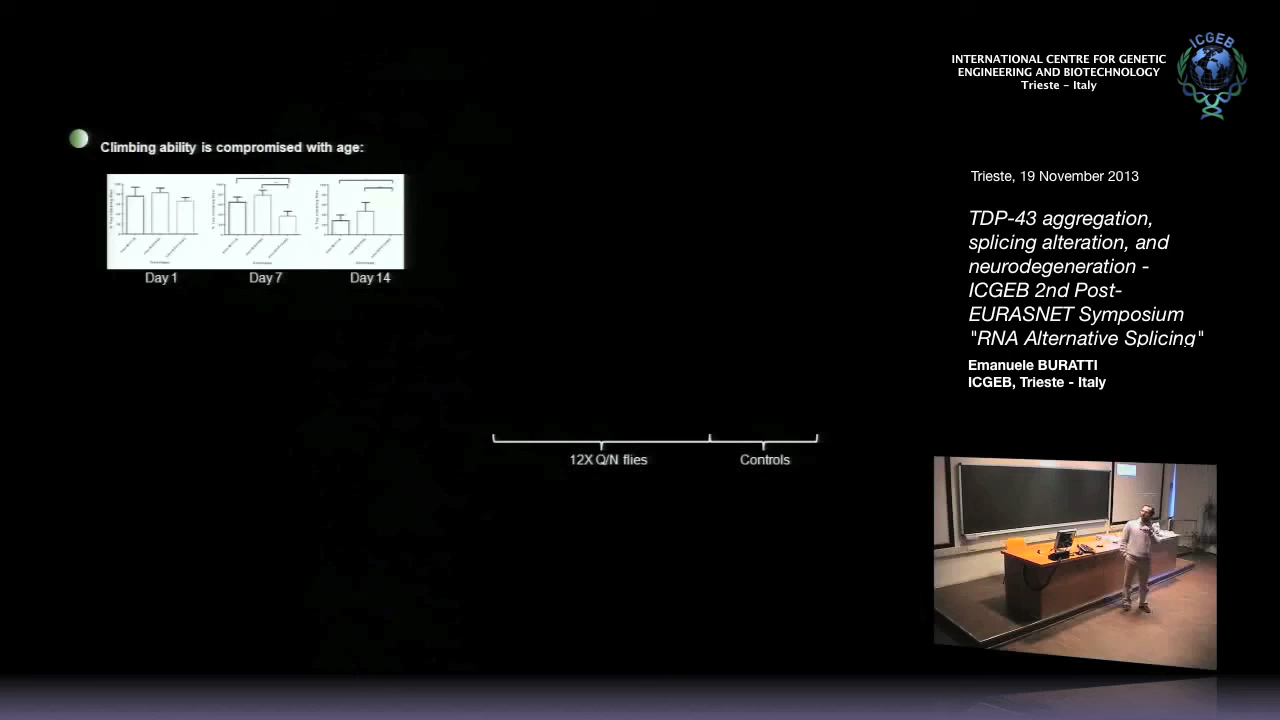 ICGEB
INTERNATIONAL CENTRE FOR GENETIC
ENGINEERING AND BIOTECHNOLOGY
Trieste - Italy
Climbing ability is compromised with age:
Day 1
Day 7
Day 14
12X Q/N flies
Controls
Trieste, 19 November 2013
TDP-43 aggregation,
splicing alteration, and
neurodegeneration -
ICGEB 2nd Post-
EURASNET Symposium
"RNA Alternative Splicing"
Emanuele BURATTI
ICGEB, Trieste - Italy